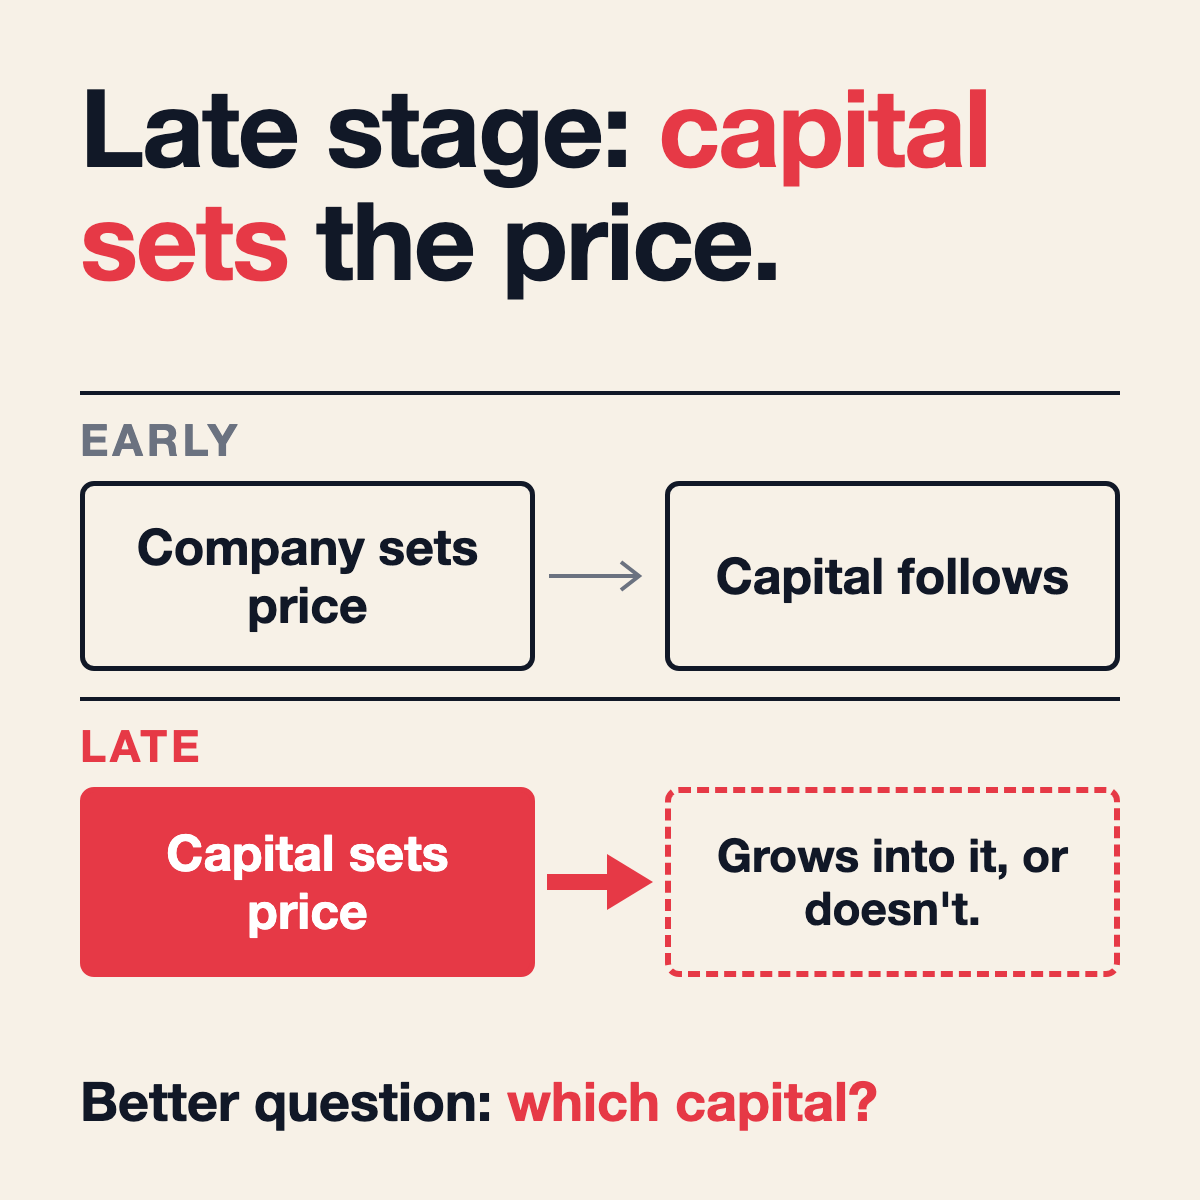 Late stage: capital
sets the price.
EARLY
Company sets
price
Capital follows
LATE
Capital sets
price
Grows into it, or
doesn't.
Better question: which capital?